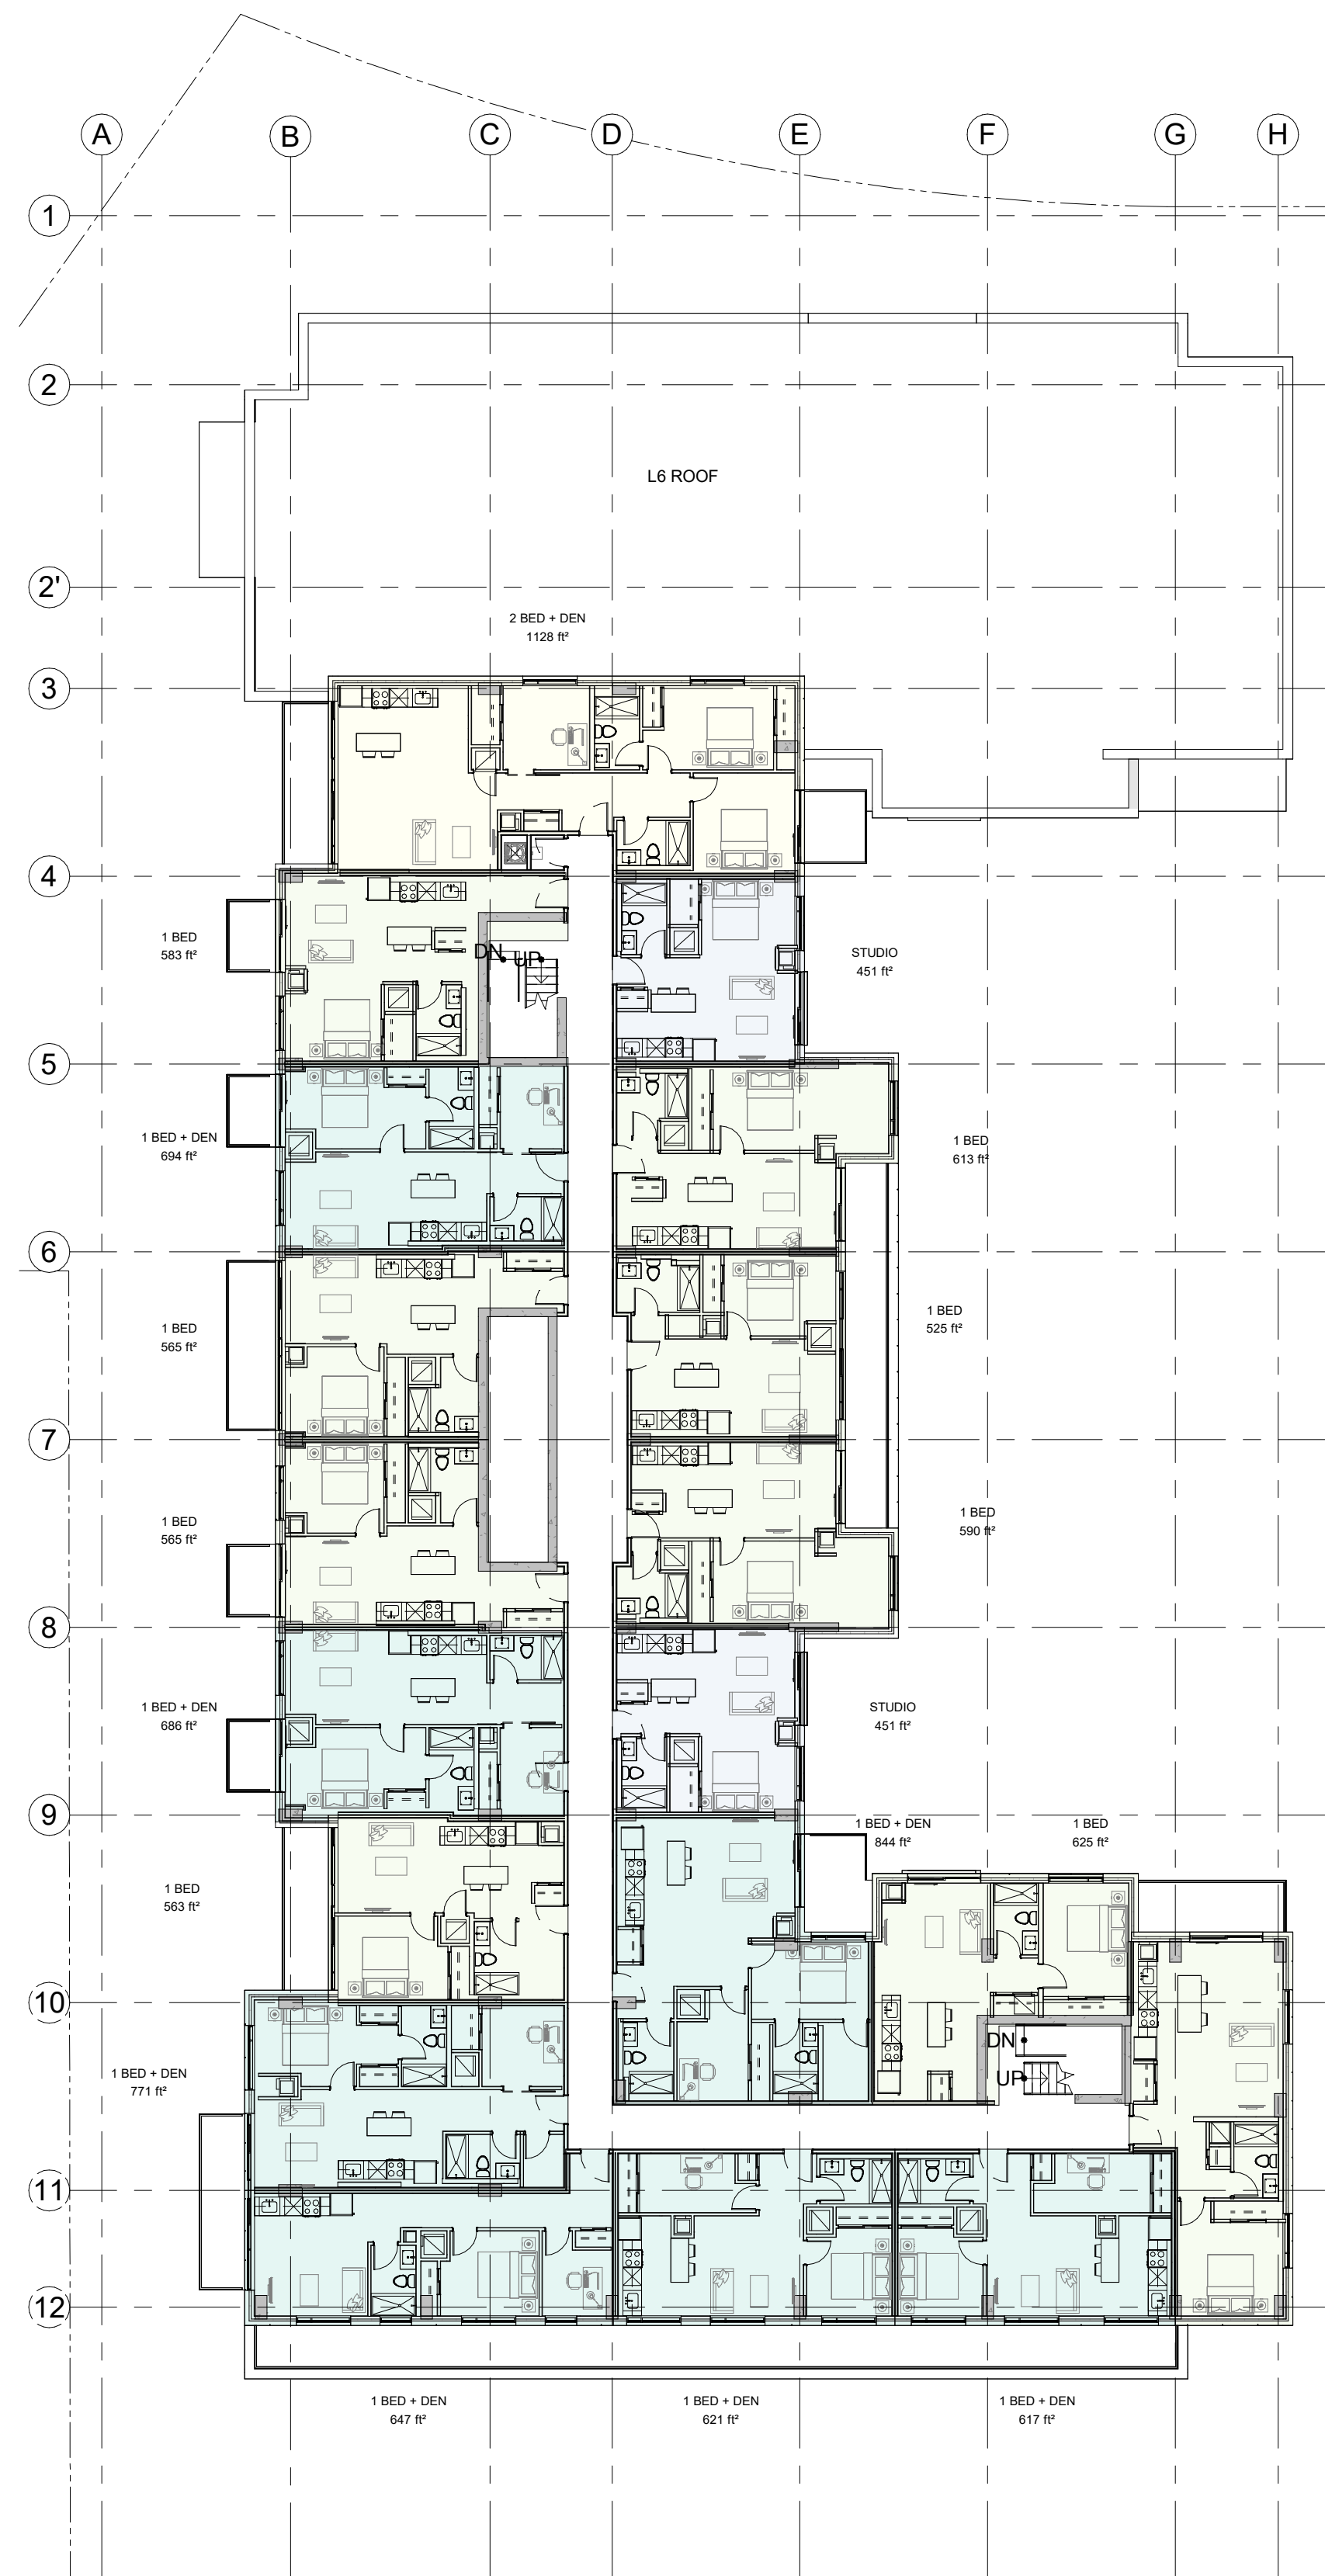 A
B
C
D
E
F
G
H
1
2
L6 ROOF
2'
2 BED + DEN
1128 ft²
3
4
1 BED
583 ft²
DN
UP
STUDIO
451 ft²
5
1 BED + DEN
694 ft²
1 BED
613 ft²
6
1 BED
565 ft²
1 BED
525 ft²
7
1 BED
565 ft²
1 BED
590 ft²
8
1 BED + DEN
686 ft²
STUDIO
451 ft²
9
1 BED + DEN
844 ft²
1 BED
625 ft²
1 BED
563 ft²
10
DN
UP
1 BED + DEN
771 ft²
11
12
1 BED + DEN
647 ft²
1 BED + DEN
621 ft²
1 BED + DEN
617 ft²